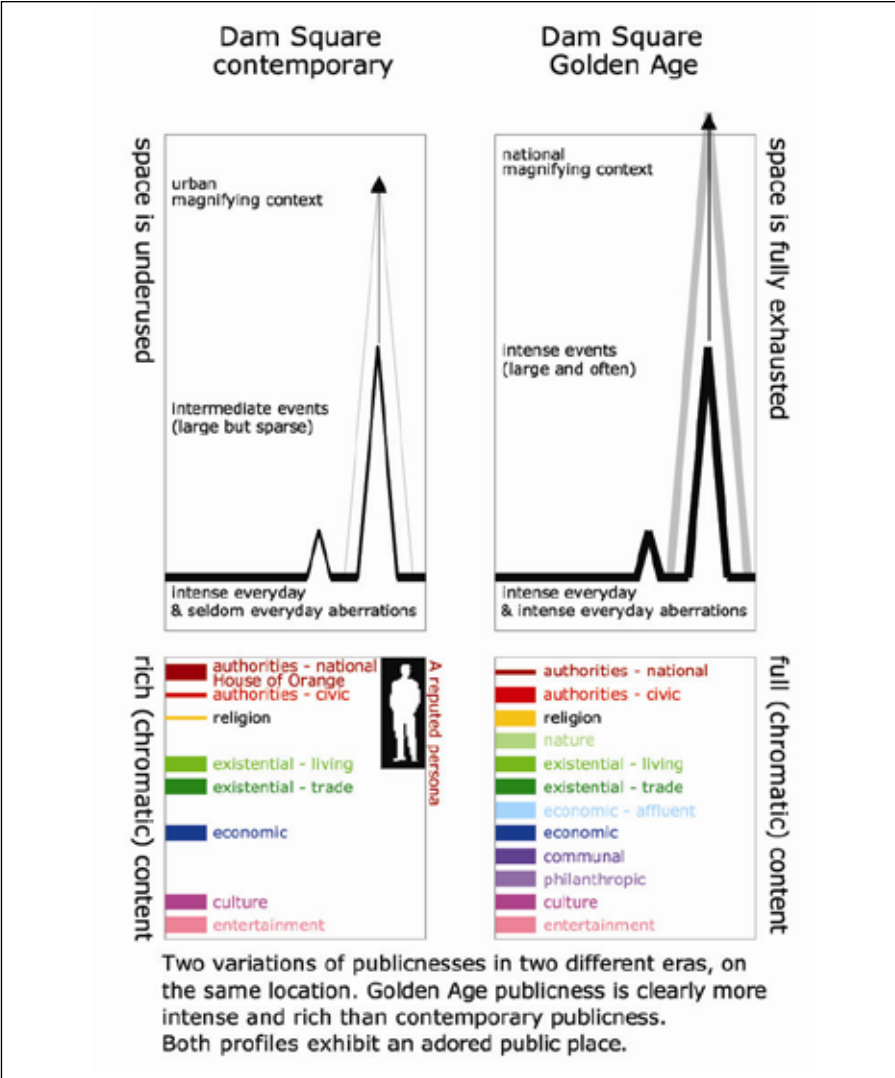 Dam Square
contemporary
Dam Square
Golden Age
space is underused
urban
magnifying context
intermediate events
(large but sparse)
intense everyday
& seldom everyday aberrations
national
magnifying context
intense events
(large and often)
intense everyday
& intense everyday aberrations
space is fully exhausted
rich (chromatic) content
authorities - national
House of Orange
authorities - civic
religion
existential - living
existential - trade
economic
culture
entertainment
A reputed persona
authorities - national
authorities - civic
religion
nature
existential - living
existential - trade
economic - affluent
economic
communal
philanthropic
culture
entertainment
full (chromatic) content
Two variations of publicnesses in two different eras, on
the same location. Golden Age publicness is clearly more
intense and rich than contemporary publicness.
Both profiles exhibit an adored public place.